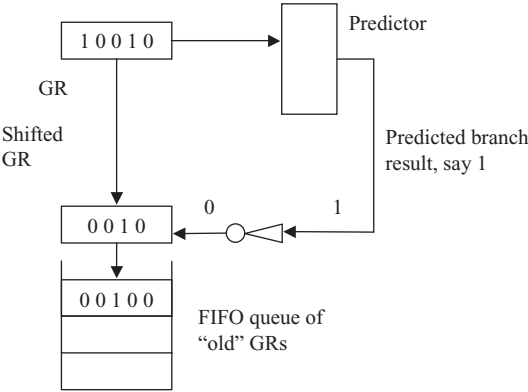 1 0 0 1 0
Predictor
GR
Shifted
GR
Predicted branch
result, say 1
0
1
0 0 1 0
0 0 1 0 0
FIFO queue of
“old” GRs